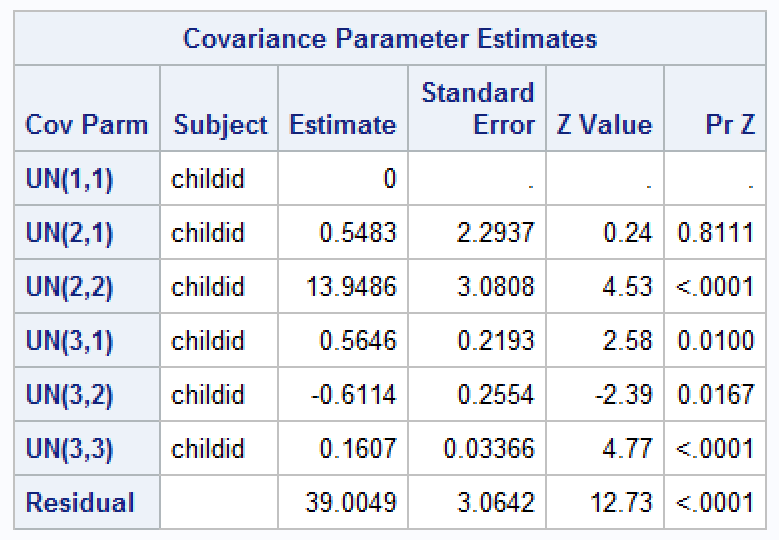 Covariance Parameter Estimates
Cov Parm Subject Estimate Standard Error Z Value Pr Z
UN(1,1) childid 0 . . .
UN(2,1) childid 0.5483 2.2937 0.24 0.8111
UN(2,2) childid 13.9486 3.0808 4.53 <.0001
UN(3,1) childid 0.5646 0.2193 2.58 0.0100
UN(3,2) childid -0.6114 0.2554 -2.39 0.0167
UN(3,3) childid 0.1607 0.03366 4.77 <.0001
Residual 39.0049 3.0642 12.73 <.0001